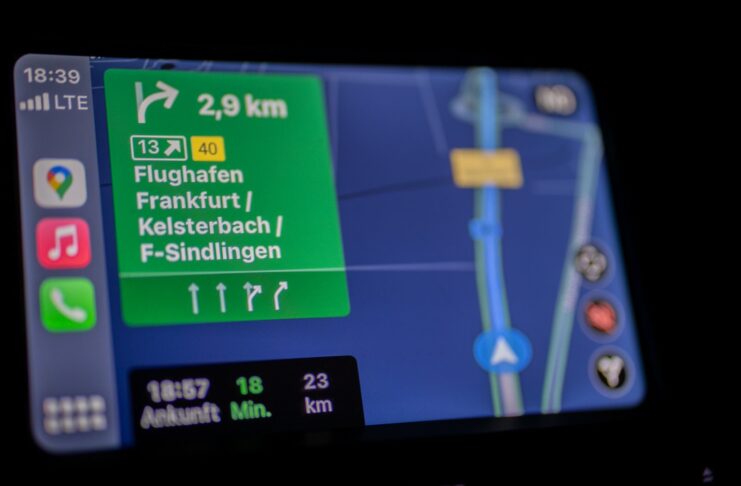 18:39
LTE
2,9 km
13 40
Flughafen
Frankfurt /
Kelsterbach /
F-Sindlingen
18:57 18 23
Ankunft Min. km